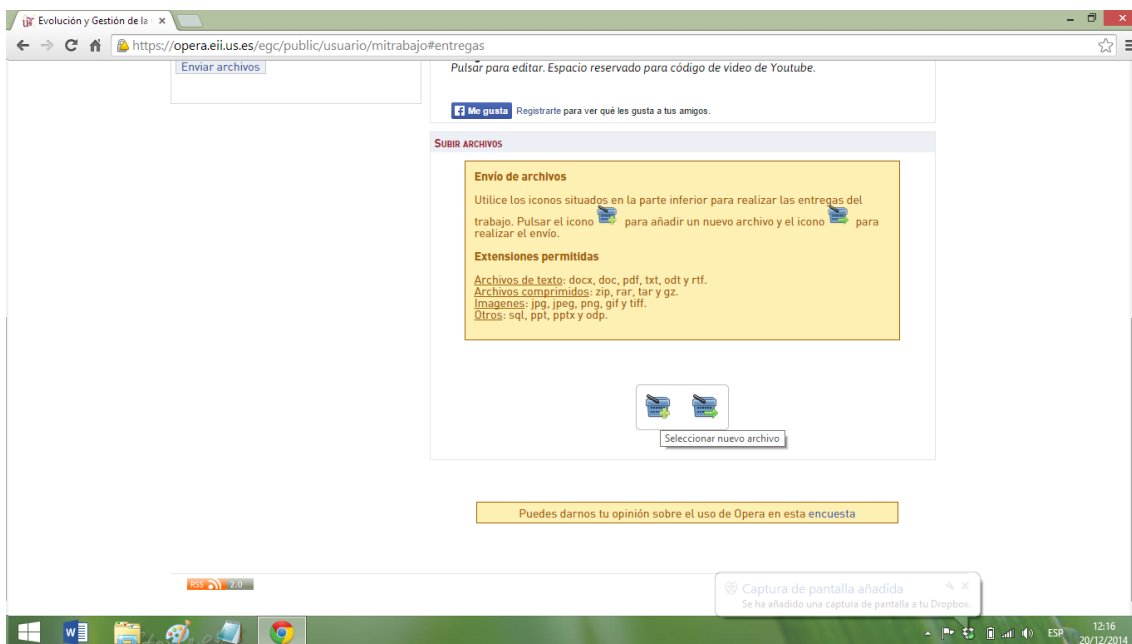 Evolución y Gestión de la
https://opera.eii.us.es/egc/public/usuario/mitrabajo#entregas
Enviar archivos
Pulsar para editar. Espacio reservado para código de video de Youtube.
Me gusta Registrarte para ver qué les gusta a tus amigos.
SUBIR ARCHIVOS
Envío de archivos
Utilice los iconos situados en la parte inferior para realizar las entregas del
trabajo. Pulsar el icono para añadir un nuevo archivo y el icono para
realizar el envío.
Extensiones permitidas
Archivos de texto: docx, doc, pdf, txt, odt y rtf.
Archivos comprimidos: zip, rar, tar y gz.
Imagenes: jpg, jpeg, png, gif y tiff.
Otros: sql, ppt, pptx y odp.
Seleccionar nuevo archivo
Puedes darnos tu opinión sobre el uso de Opera en esta encuesta
RSS 2.0
Captura de pantalla añadida
Se ha añadido una captura de pantalla a tu Dropbox.
ESP
12:16
20/12/2014